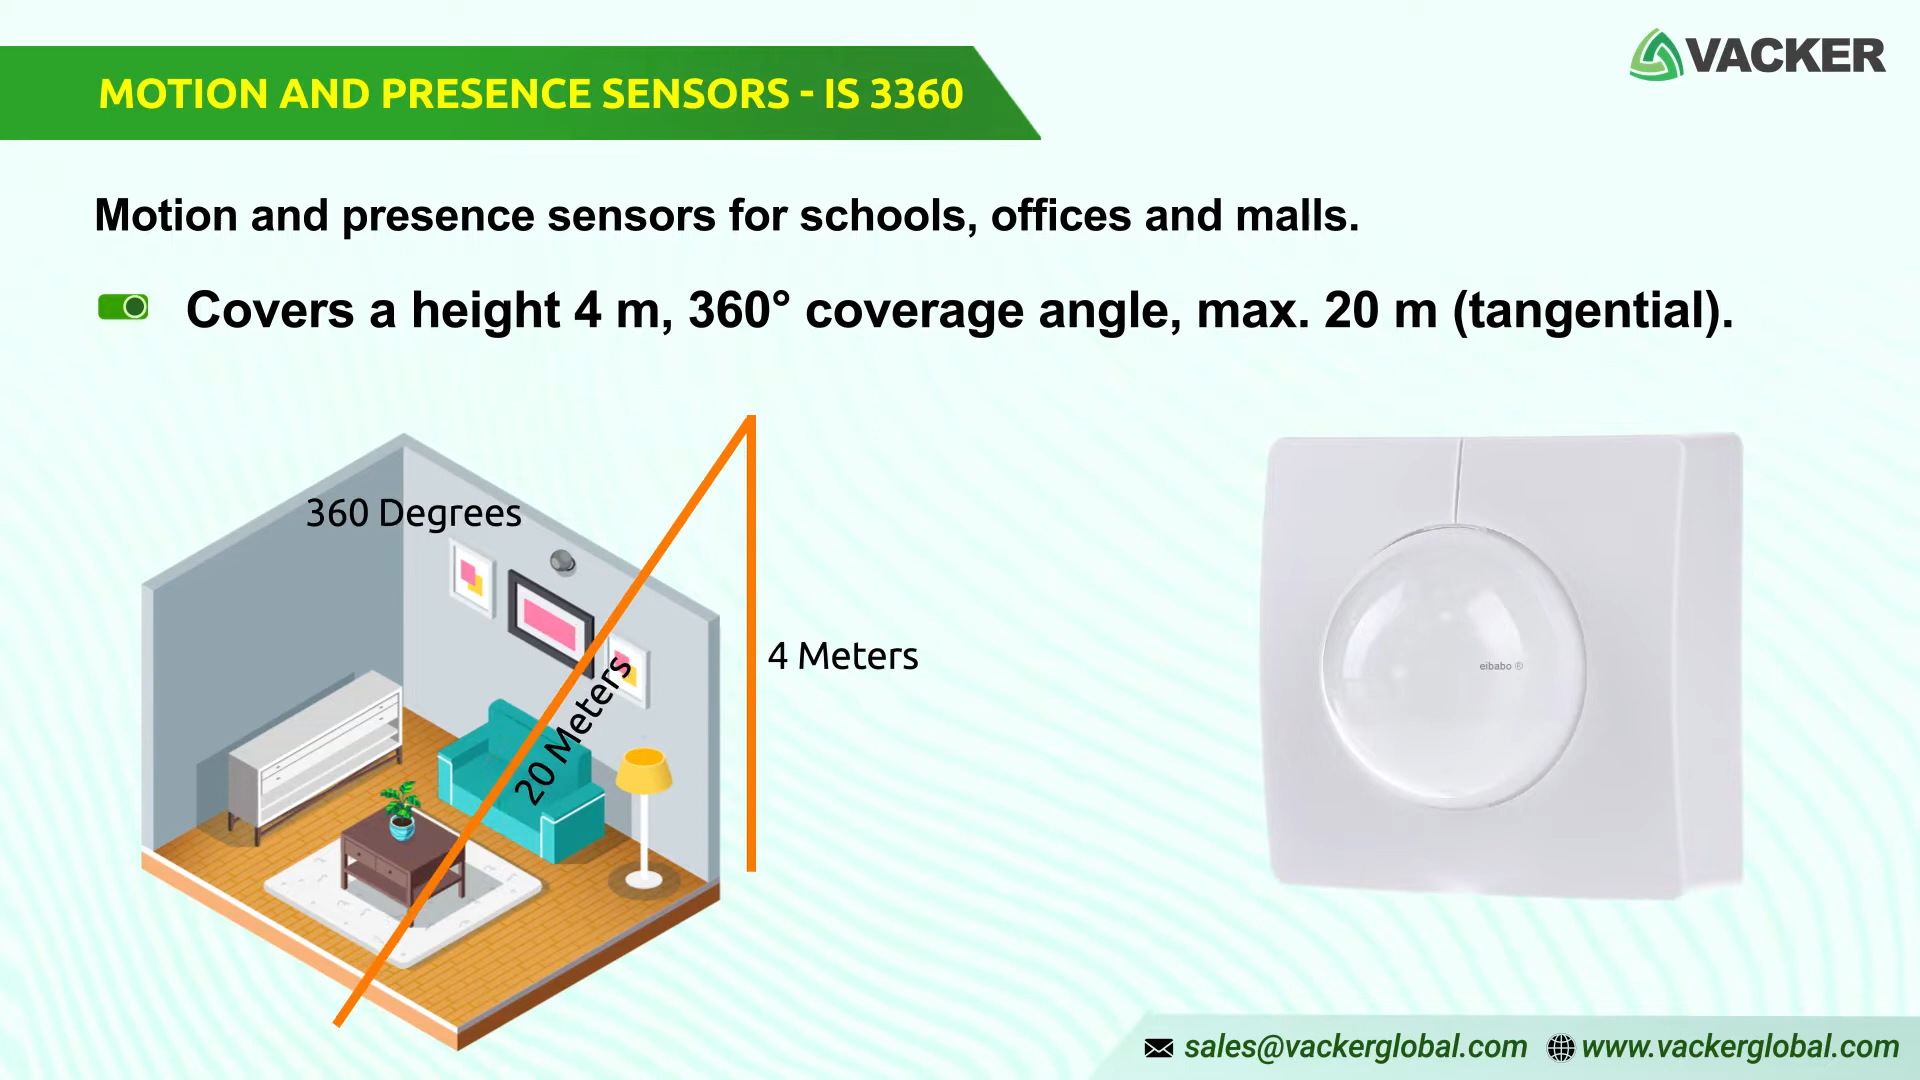 VACKER
MOTION AND PRESENCE SENSORS - IS 3360
Motion and presence sensors for schools, offices and malls.
Covers a height 4 m, 360° coverage angle, max. 20 m (tangential).
360 Degrees
20 Meters
4 Meters
eibabo ®
sales@vackerglobal.com www.vackerglobal.com